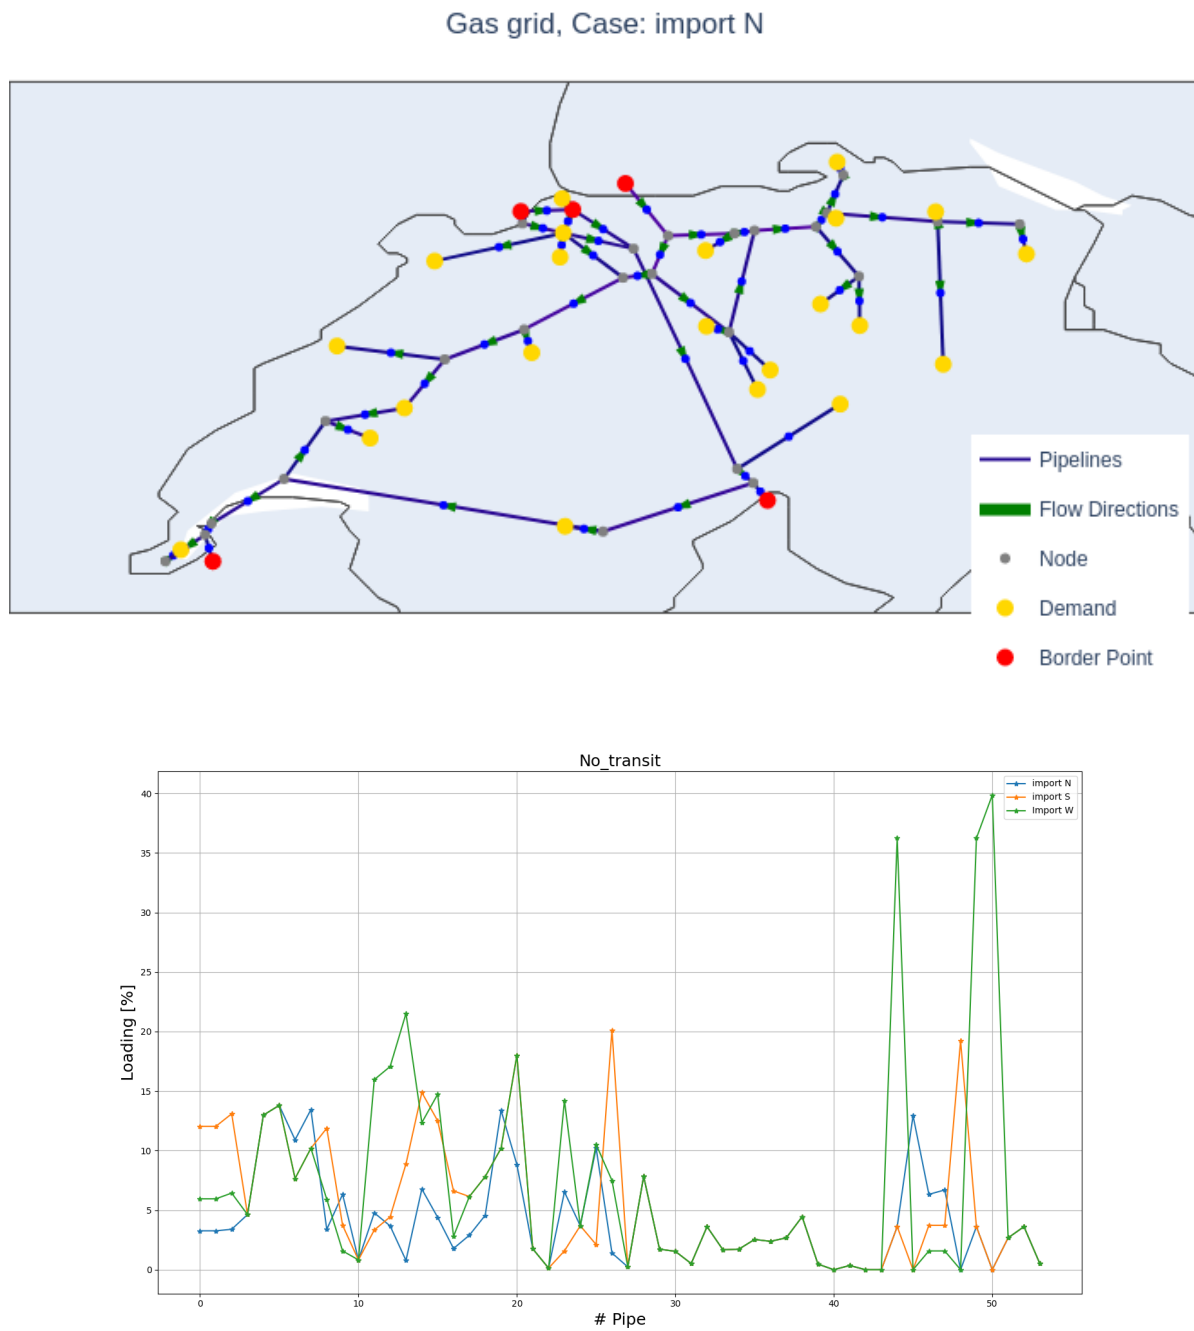 Gas grid, Case: import N
Pipelines
Flow Directions
Node
Demand
Border Point
No_transit
import N
import S
Import W
Loading [%]
40
35
30
25
20
15
10
5
0
0 10 20 30 40 50
# Pipe